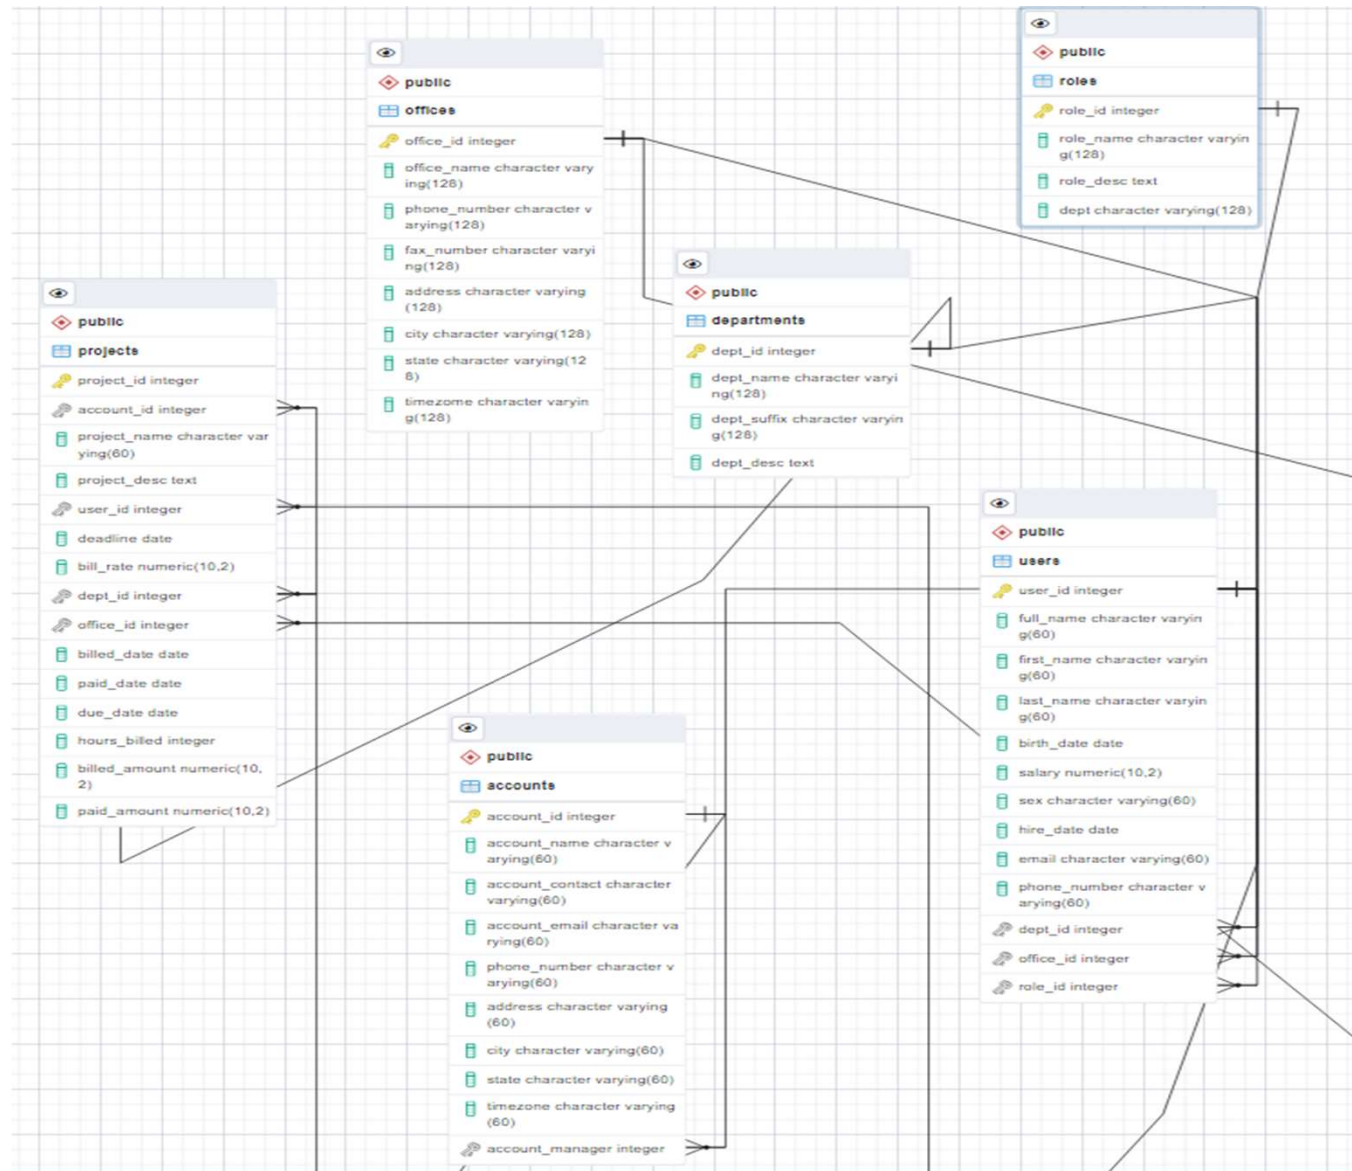 public
offices
office_id integer
office_name character vary
ing(128)
phone_number character v
arying(128)
fax_number character varyi
ng(128)
address character varying
(128)
city character varying(128)
state character varying(12
8)
timezome character varyin
g(128)
public
roles
role_id integer
role_name character varyin
g(128)
role_desc text
dept character varying(128)
public
departments
dept_id integer
dept_name character varyi
ng(128)
dept_suffix character varyin
g(128)
dept_desc text
public
projects
project_id integer
account_id integer
project_name character var
ying(60)
project_desc text
user_id integer
deadline date
bill_rate numeric(10,2)
dept_id integer
office_id integer
billed_date date
paid_date date
due_date date
hours_billed integer
billed_amount numeric(10,
2)
paid_amount numeric(10,2)
public
users
user_id integer
full_name character varyin
g(60)
first_name character varyin
g(60)
last_name character varyin
g(60)
birth_date date
salary numeric(10,2)
sex character varying(60)
hire_date date
email character varying(60)
phone_number character v
arying(60)
dept_id integer
office_id integer
role_id integer
public
accounts
account_id integer
account_name character v
arying(60)
account_contact character
varying(60)
account_email character va
rying(60)
phone_number character v
arying(60)
address character varying
(60)
city character varying(60)
state character varying(60)
timezone character varying
(60)
account_manager integer